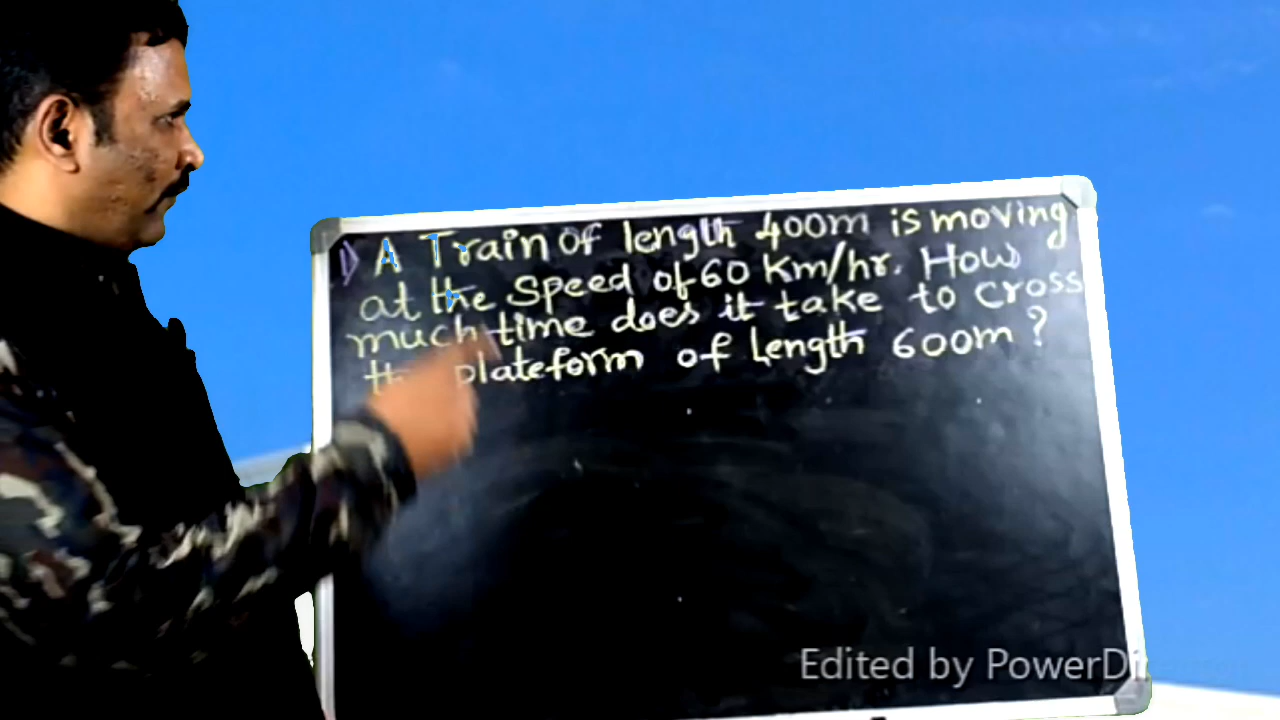 1) A Train of length 400m is moving
at the Speed of 60 Km/hr. How
much time does it take to cross
plateform of length 600m ?
Edited by